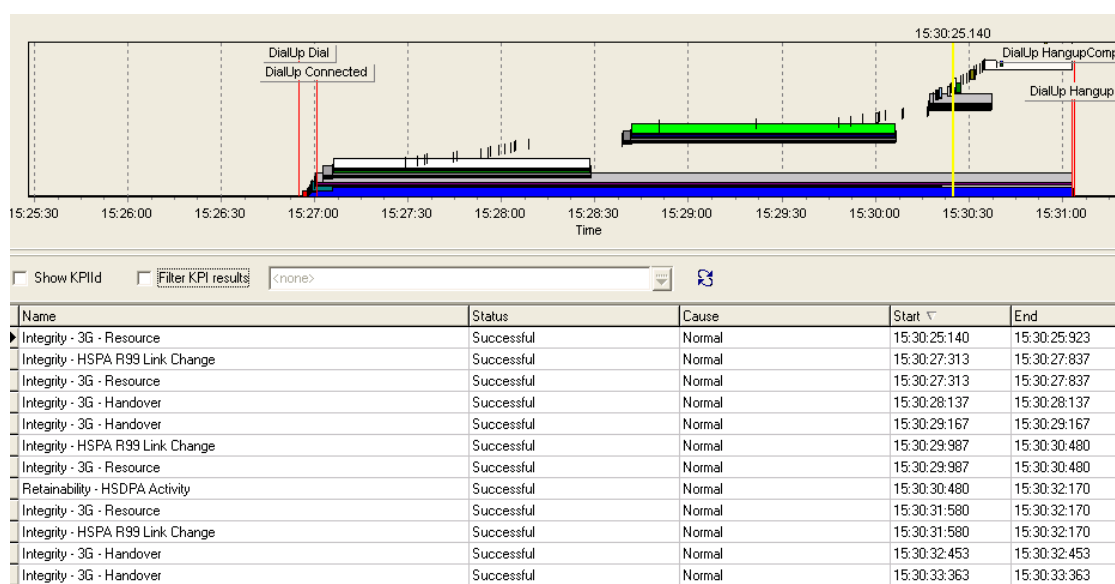 15:30:25.140
DialUp Dial
DialUp HangupComp
DialUp Connected
DialUp Hangup
15:25:30 15:26:00 15:26:30 15:27:00 15:27:30 15:28:00 15:28:30 15:29:00 15:29:30 15:30:00 15:30:30 15:31:00
Time
Show KPIId Filter KPI results <none>
Name Status Cause Start End
Integrity - 3G - Resource Successful Normal 15:30:25:140 15:30:25:923
Integrity - HSPA R99 Link Change Successful Normal 15:30:27:313 15:30:27:837
Integrity - 3G - Resource Successful Normal 15:30:27:313 15:30:27:837
Integrity - 3G - Handover Successful Normal 15:30:28:137 15:30:28:137
Integrity - 3G - Handover Successful Normal 15:30:29:167 15:30:29:167
Integrity - HSPA R99 Link Change Successful Normal 15:30:29:987 15:30:30:480
Integrity - 3G - Resource Successful Normal 15:30:29:987 15:30:30:480
Retainability - HSDPA Activity Successful Normal 15:30:30:480 15:30:32:170
Integrity - 3G - Resource Successful Normal 15:30:31:580 15:30:32:170
Integrity - HSPA R99 Link Change Successful Normal 15:30:31:580 15:30:32:170
Integrity - 3G - Handover Successful Normal 15:30:32:453 15:30:32:453
Integrity - 3G - Handover Successful Normal 15:30:33:363 15:30:33:363